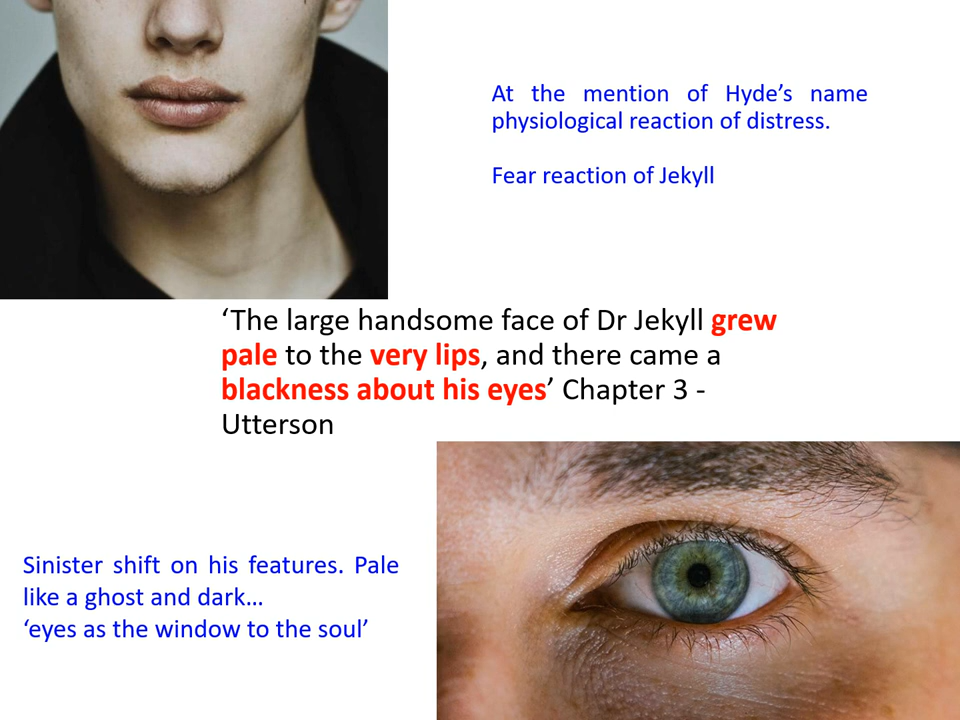 At the mention of Hyde’s name
physiological reaction of distress.
Fear reaction of Jekyll
‘The large handsome face of Dr Jekyll grew
pale to the very lips, and there came a
blackness about his eyes’ Chapter 3 -
Utterson
Sinister shift on his features. Pale
like a ghost and dark…
‘eyes as the window to the soul’